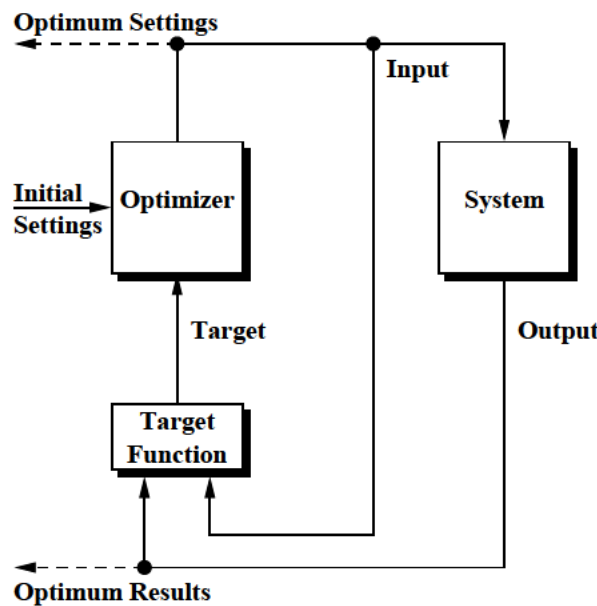 Optimum Settings
Input
Initial
Settings
Optimizer
System
Target
Output
Target
Function
Optimum Results